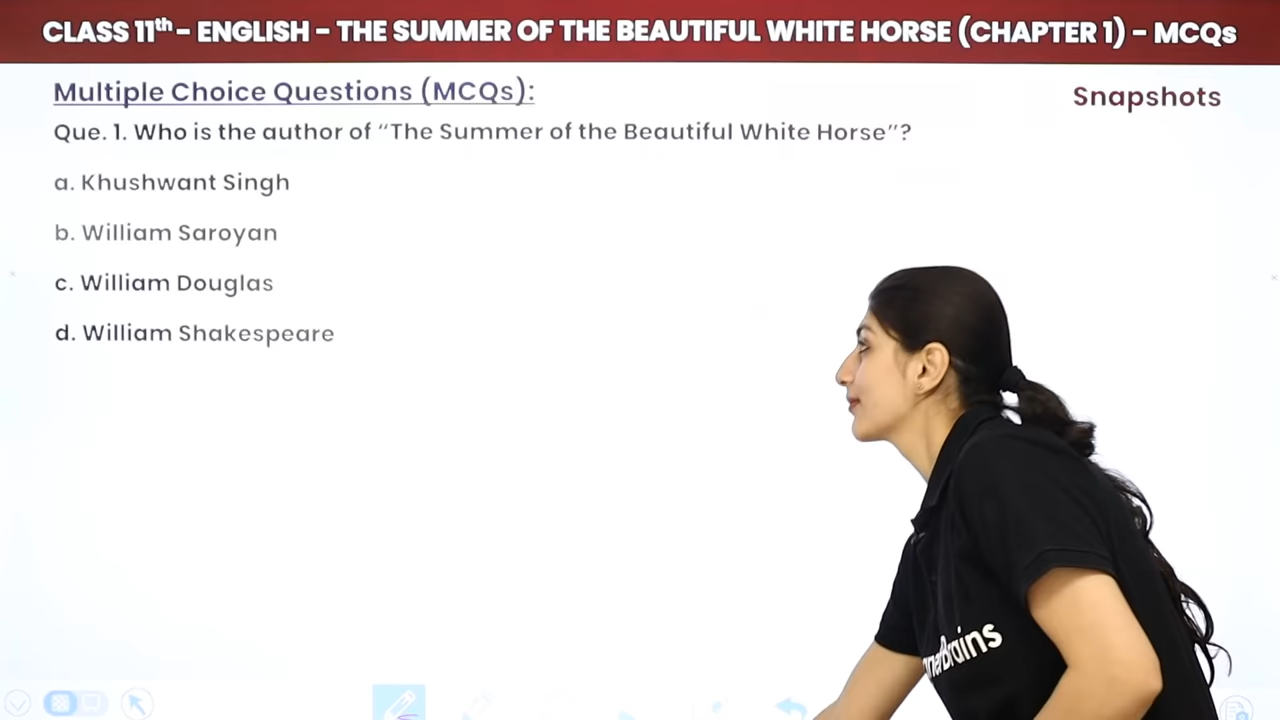 CLASS 11th - ENGLISH - THE SUMMER OF THE BEAUTIFUL WHITE HORSE (CHAPTER 1) - MCQs
Multiple Choice Questions (MCQs):
Snapshots
Que. 1. Who is the author of “The Summer of the Beautiful White Horse”?
a. Khushwant Singh
b. William Saroyan
c. William Douglas
d. William Shakespeare